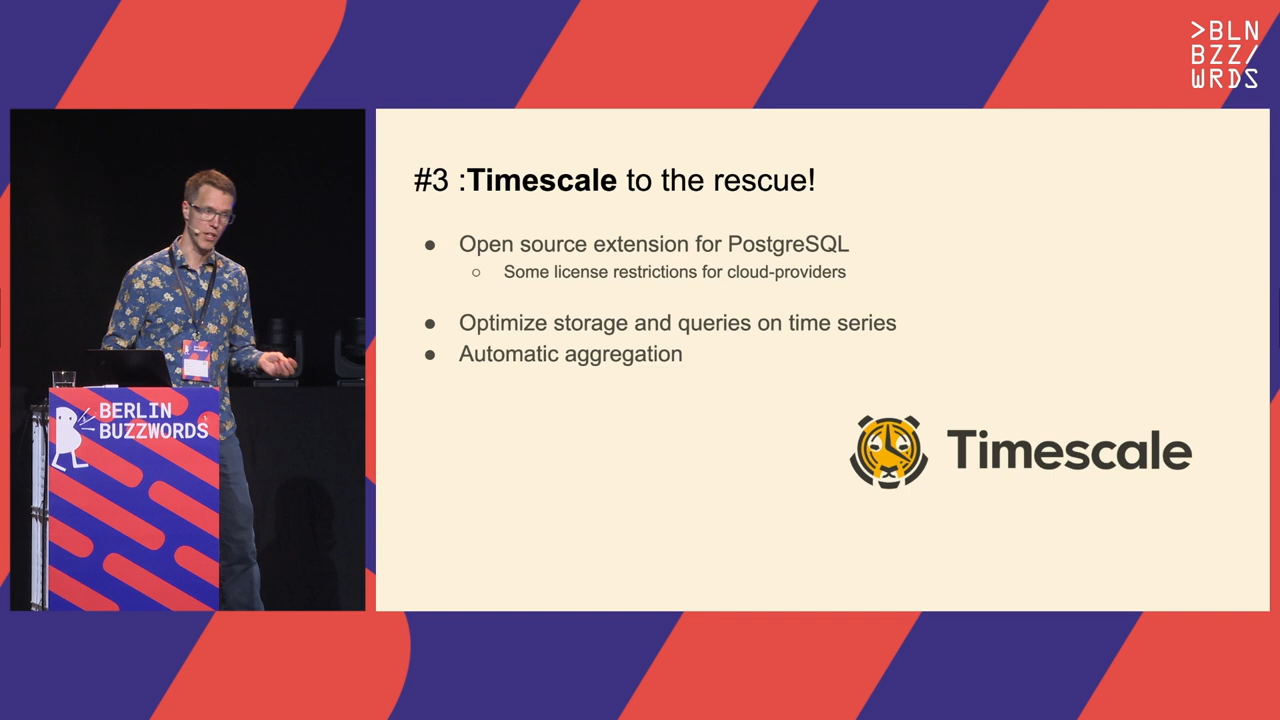 >BLN
BZZ/
WRDS
#3 :Timescale to the rescue!
● Open source extension for PostgreSQL
○ Some license restrictions for cloud-providers
● Optimize storage and queries on time series
● Automatic aggregation
Timescale
BERLIN
BUZZWORDS